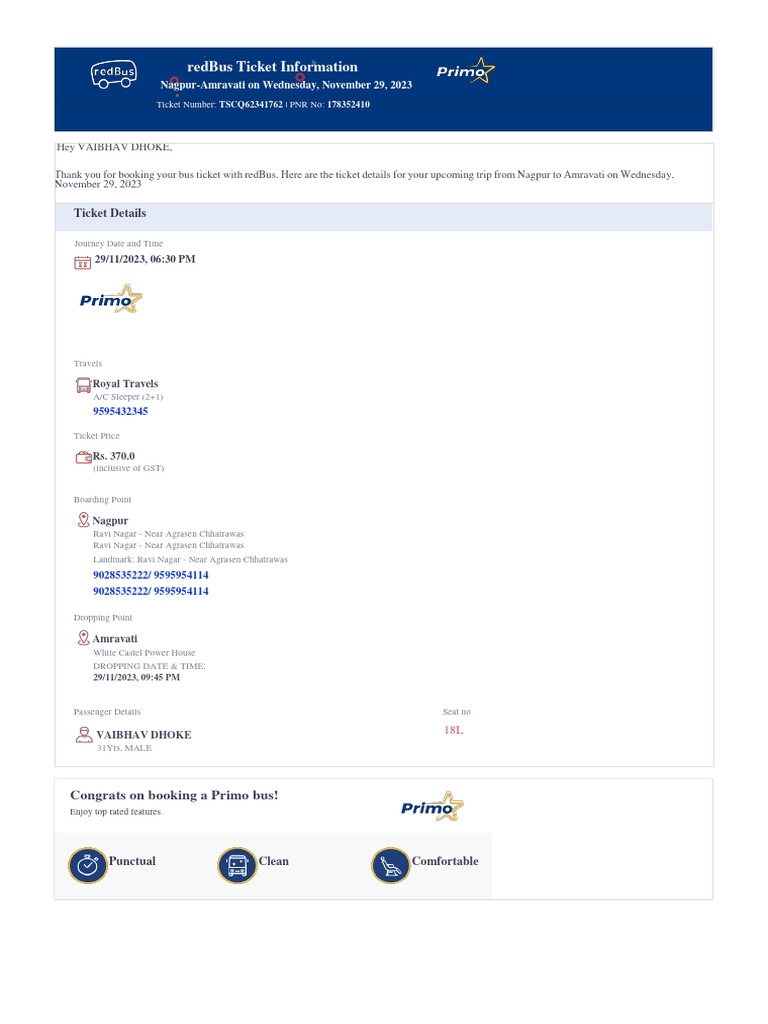 redBus
redBus Ticket Information
Primo
Nagpur-Amravati on Wednesday, November 29, 2023
Ticket Number: TSCQ62341762 | PNR No: 178352410
Hey VAIBHAV DHOKE,
Thank you for booking your bus ticket with redBus. Here are the ticket details for your upcoming trip from Nagpur to Amravati on Wednesday,
November 29, 2023
Ticket Details
Journey Date and Time
29/11/2023, 06:30 PM
Primo
Travels
Royal Travels
A/C Sleeper (2+1)
9595432345
Ticket Price
Rs. 370.0
(inclusive of GST)
Boarding Point
Nagpur
Ravi Nagar - Near Agrasen Chhatrawas
Ravi Nagar - Near Agrasen Chhatrawas
Landmark: Ravi Nagar - Near Agrasen Chhatrawas
9028535222/ 9595954114
9028535222/ 9595954114
Dropping Point
Amravati
White Castel Power House
DROPPING DATE & TIME:
29/11/2023, 09:45 PM
Passenger Details
Seat no
VAIBHAV DHOKE
18L
31Yrs, MALE
Congrats on booking a Primo bus!
Primo
Enjoy top rated features
Punctual
Clean
Comfortable